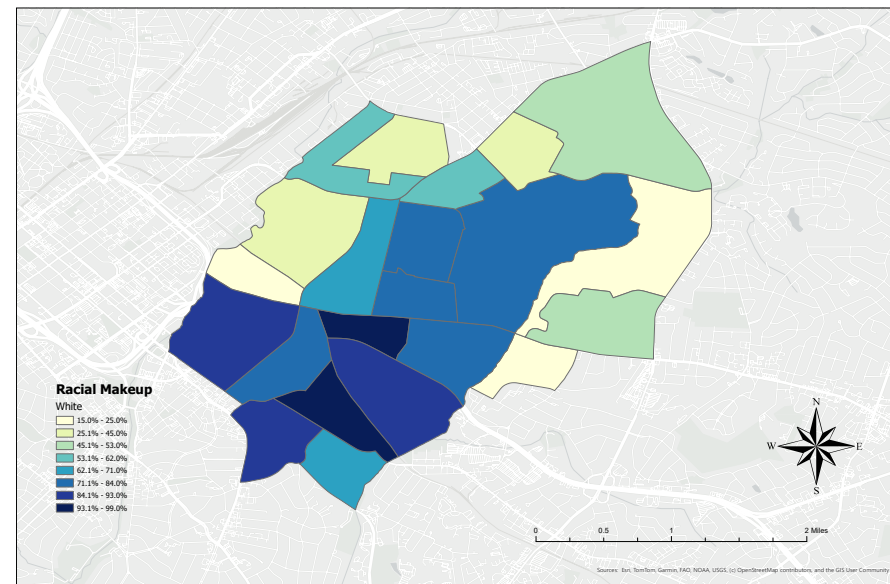 Racial Makeup
White
15.0% - 25.0%
25.1% - 45.0%
45.1% - 53.0%
53.1% - 62.0%
62.1% - 71.0%
71.1% - 84.0%
84.1% - 93.0%
93.1% - 99.0%
N
W
E
S
0 0.5 1 2 Miles
Sources: Esri, TomTom, Garmin, FAO, NOAA, USGS, (c) OpenStreetMap contributors, and the GIS User Community